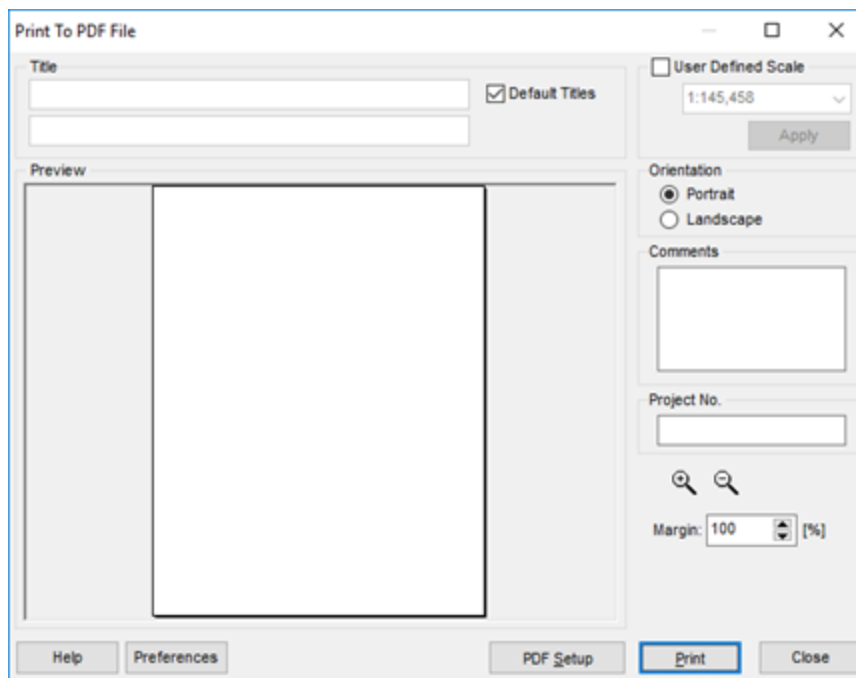 Print To PDF File
Title
Default Titles
User Defined Scale
1:145,458
Apply
Preview
Orientation
Portrait
Landscape
Comments
Project No.
Margin: 100 [%]
Help Preferences PDF Setup Print Close